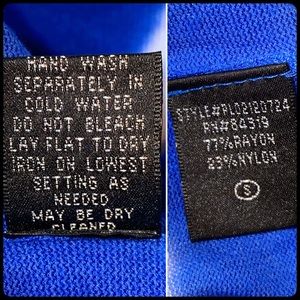 HAND WASH
SEPARATELY IN
COLD WATER
DO NOT BLEACH
LAY FLAT TO DRY
IRON ON LOWEST
SETTING AS
NEEDED
MAY BE DRY
CLEANED
STYLE#PL02120724
RN#84319
77%RAYON
23%NYLON
S